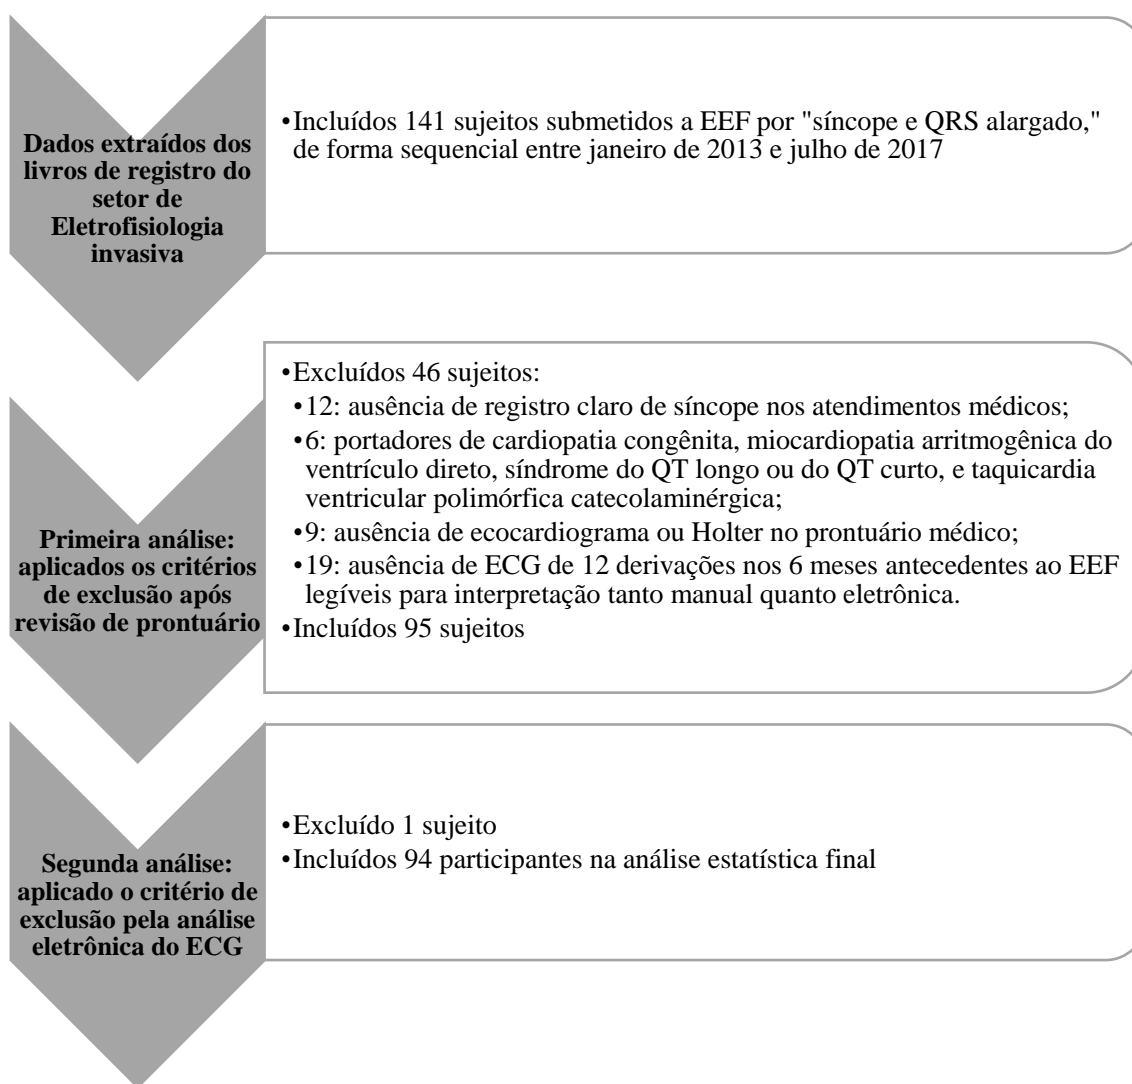 Dados extraídos dos
livros de registro do
setor de
Eletrofisiologia
invasiva
•Incluídos 141 sujeitos submetidos a EEF por "síncope e QRS alargado,"
de forma sequencial entre janeiro de 2013 e julho de 2017
Primeira análise:
aplicados os critérios
de exclusão após
revisão de prontuário
•Excluídos 46 sujeitos:
•12: ausência de registro claro de síncope nos atendimentos médicos;
•6: portadores de cardiopatia congênita, miocardiopatia arritmogênica do
ventrículo direto, síndrome do QT longo ou do QT curto, e taquicardia
ventricular polimórfica catecolaminérgica;
•9: ausência de ecocardiograma ou Holter no prontuário médico;
•19: ausência de ECG de 12 derivações nos 6 meses antecedentes ao EEF
legíveis para interpretação tanto manual quanto eletrônica.
•Incluídos 95 sujeitos
Segunda análise:
aplicado o critério de
exclusão pela análise
eletrônica do ECG
•Excluído 1 sujeito
•Incluídos 94 participantes na análise estatística final